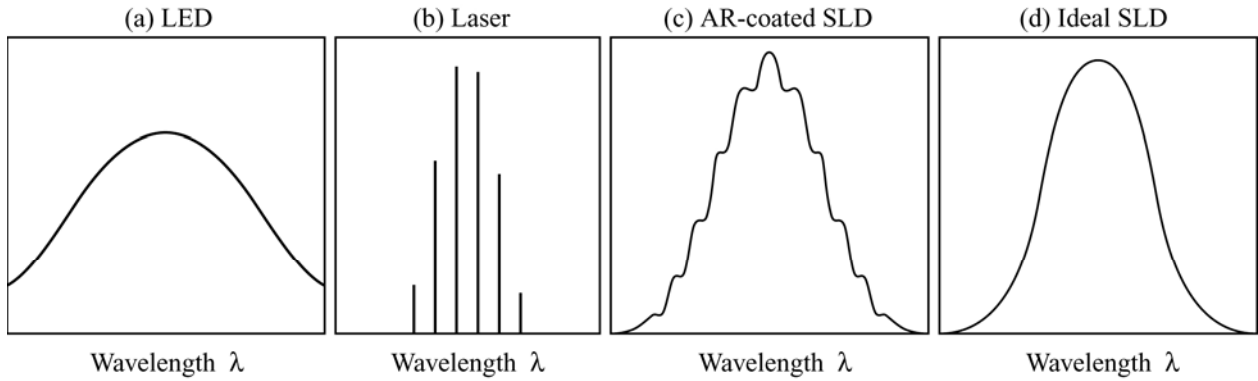 (a) LED
(b) Laser
(c) AR-coated SLD
(d) Ideal SLD
Wavelength λ
Wavelength λ
Wavelength λ
Wavelength λ